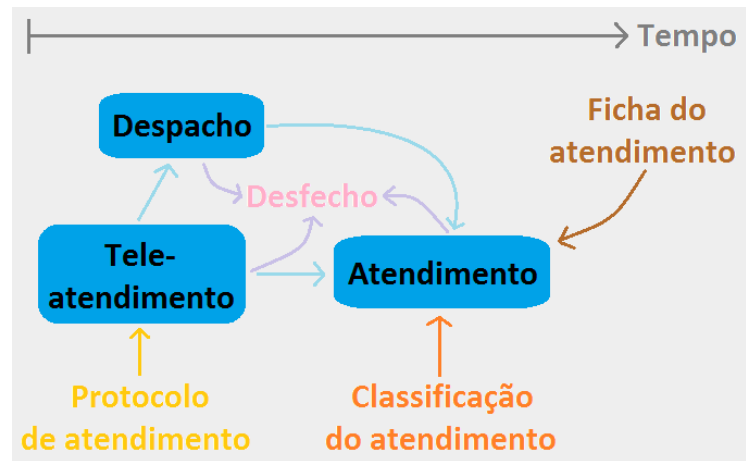 Tempo
Despacho
Ficha do
atendimento
Desfecho
Tele-
atendimento
Atendimento
Protocolo
de atendimento
Classificação
do atendimento